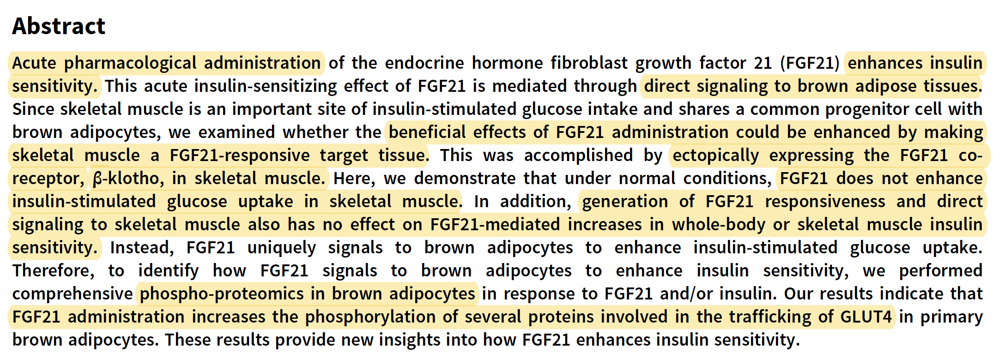 Abstract
Acute pharmacological administration of the endocrine hormone fibroblast growth factor 21 (FGF21) enhances insulin
sensitivity. This acute insulin-sensitizing effect of FGF21 is mediated through direct signaling to brown adipose tissues.
Since skeletal muscle is an important site of insulin-stimulated glucose intake and shares a common progenitor cell with
brown adipocytes, we examined whether the beneficial effects of FGF21 administration could be enhanced by making
skeletal muscle a FGF21-responsive target tissue. This was accomplished by ectopically expressing the FGF21 co-
receptor, β-klotho, in skeletal muscle. Here, we demonstrate that under normal conditions, FGF21 does not enhance
insulin-stimulated glucose uptake in skeletal muscle. In addition, generation of FGF21 responsiveness and direct
signaling to skeletal muscle also has no effect on FGF21-mediated increases in whole-body or skeletal muscle insulin
sensitivity. Instead, FGF21 uniquely signals to brown adipocytes to enhance insulin-stimulated glucose uptake.
Therefore, to identify how FGF21 signals to brown adipocytes to enhance insulin sensitivity, we performed
comprehensive phospho-proteomics in brown adipocytes in response to FGF21 and/or insulin. Our results indicate that
FGF21 administration increases the phosphorylation of several proteins involved in the trafficking of GLUT4 in primary
brown adipocytes. These results provide new insights into how FGF21 enhances insulin sensitivity.